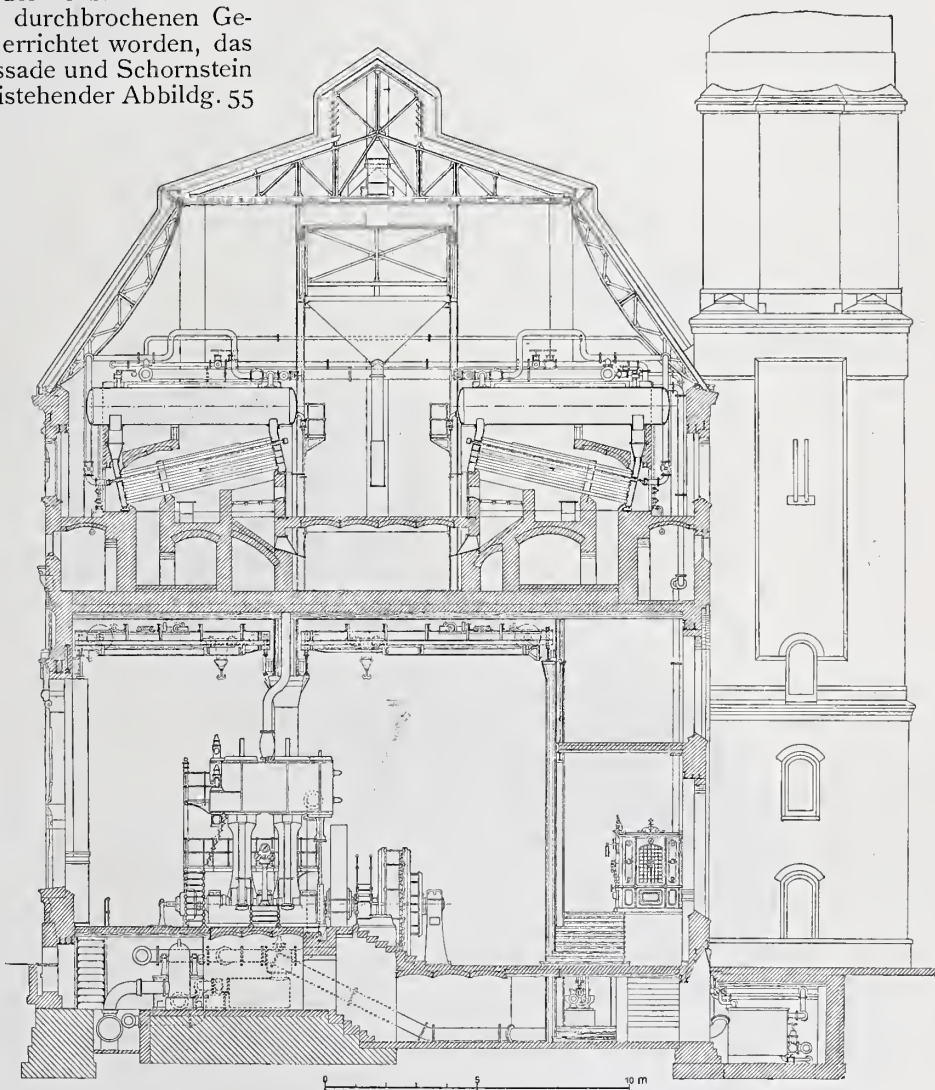 durchbrochenen Ge-
errichtet worden, das
ssade und Schornstein
istehender Abbildg. 55
0 5 10 m